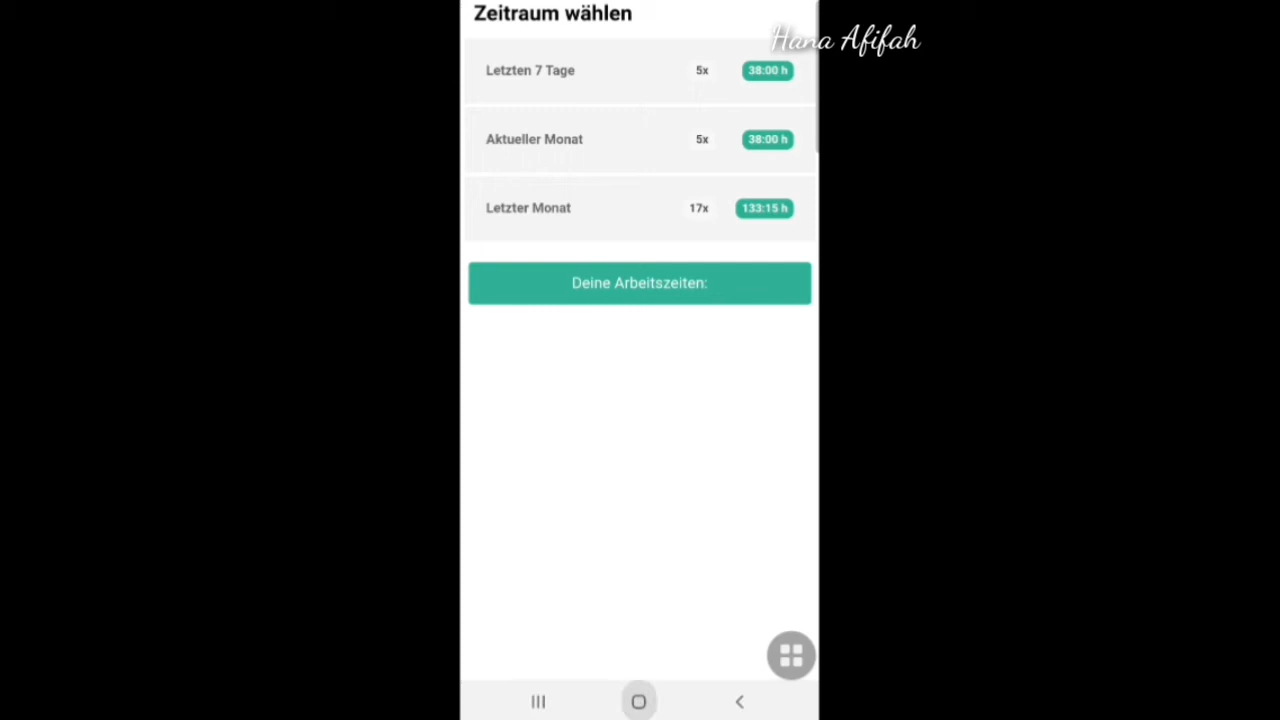 Zeitraum wählen
Hana Afifah
Letzten 7 Tage 5x 38:00 h
Aktueller Monat 5x 38:00 h
Letzter Monat 17x 133:15 h
Deine Arbeitszeiten: